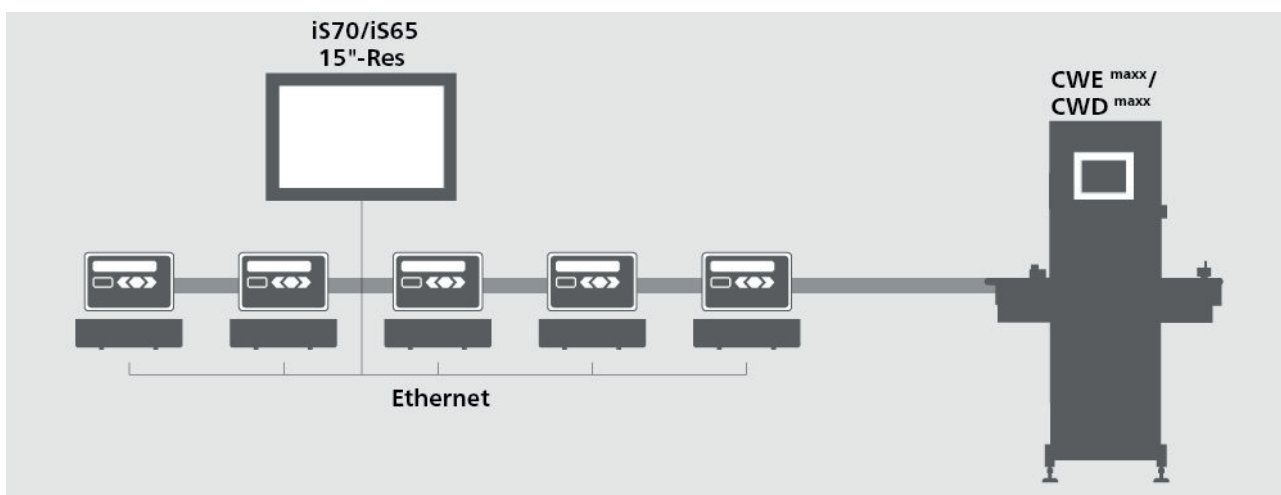 iS70/iS65
15"-Res
CWE maxx/
CWD maxx
Ethernet